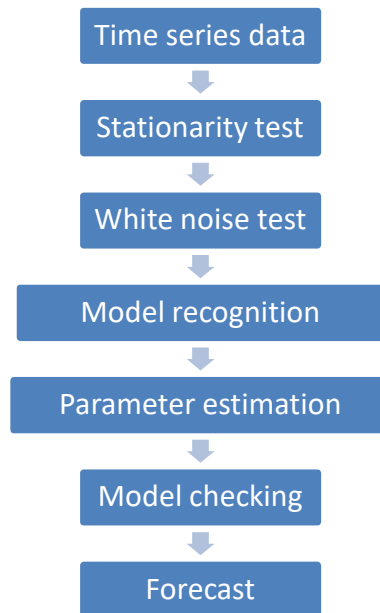 Time series data
Stationarity test
White noise test
Model recognition
Parameter estimation
Model checking
Forecast